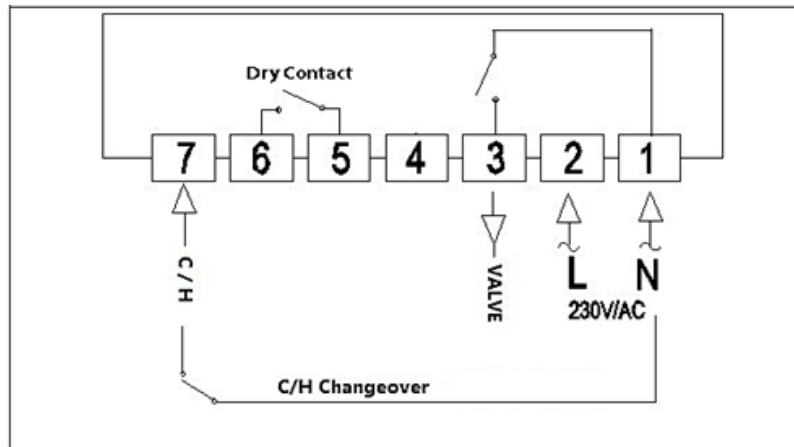 Dry Contact
7 6 5 4 3 2 1
C / H
VALVE
L N
230V/AC
C/H Changeover